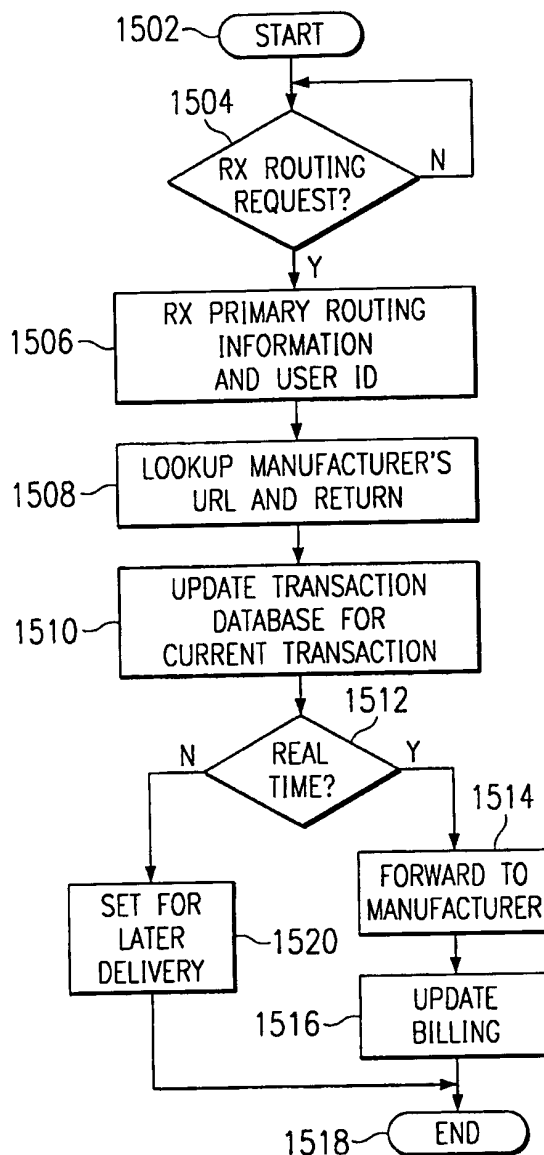 1502
START
1504
RX ROUTING
REQUEST?
N
Y
1506
RX PRIMARY ROUTING
INFORMATION
AND USER ID
1508
LOOKUP MANUFACTURER'S
URL AND RETURN
1510
UPDATE TRANSACTION
DATABASE FOR
CURRENT TRANSACTION
1512
N
REAL
TIME?
Y
1514
FORWARD TO
MANUFACTURER
SET FOR
LATER
DELIVERY
1520
1516
UPDATE
BILLING
1518
END